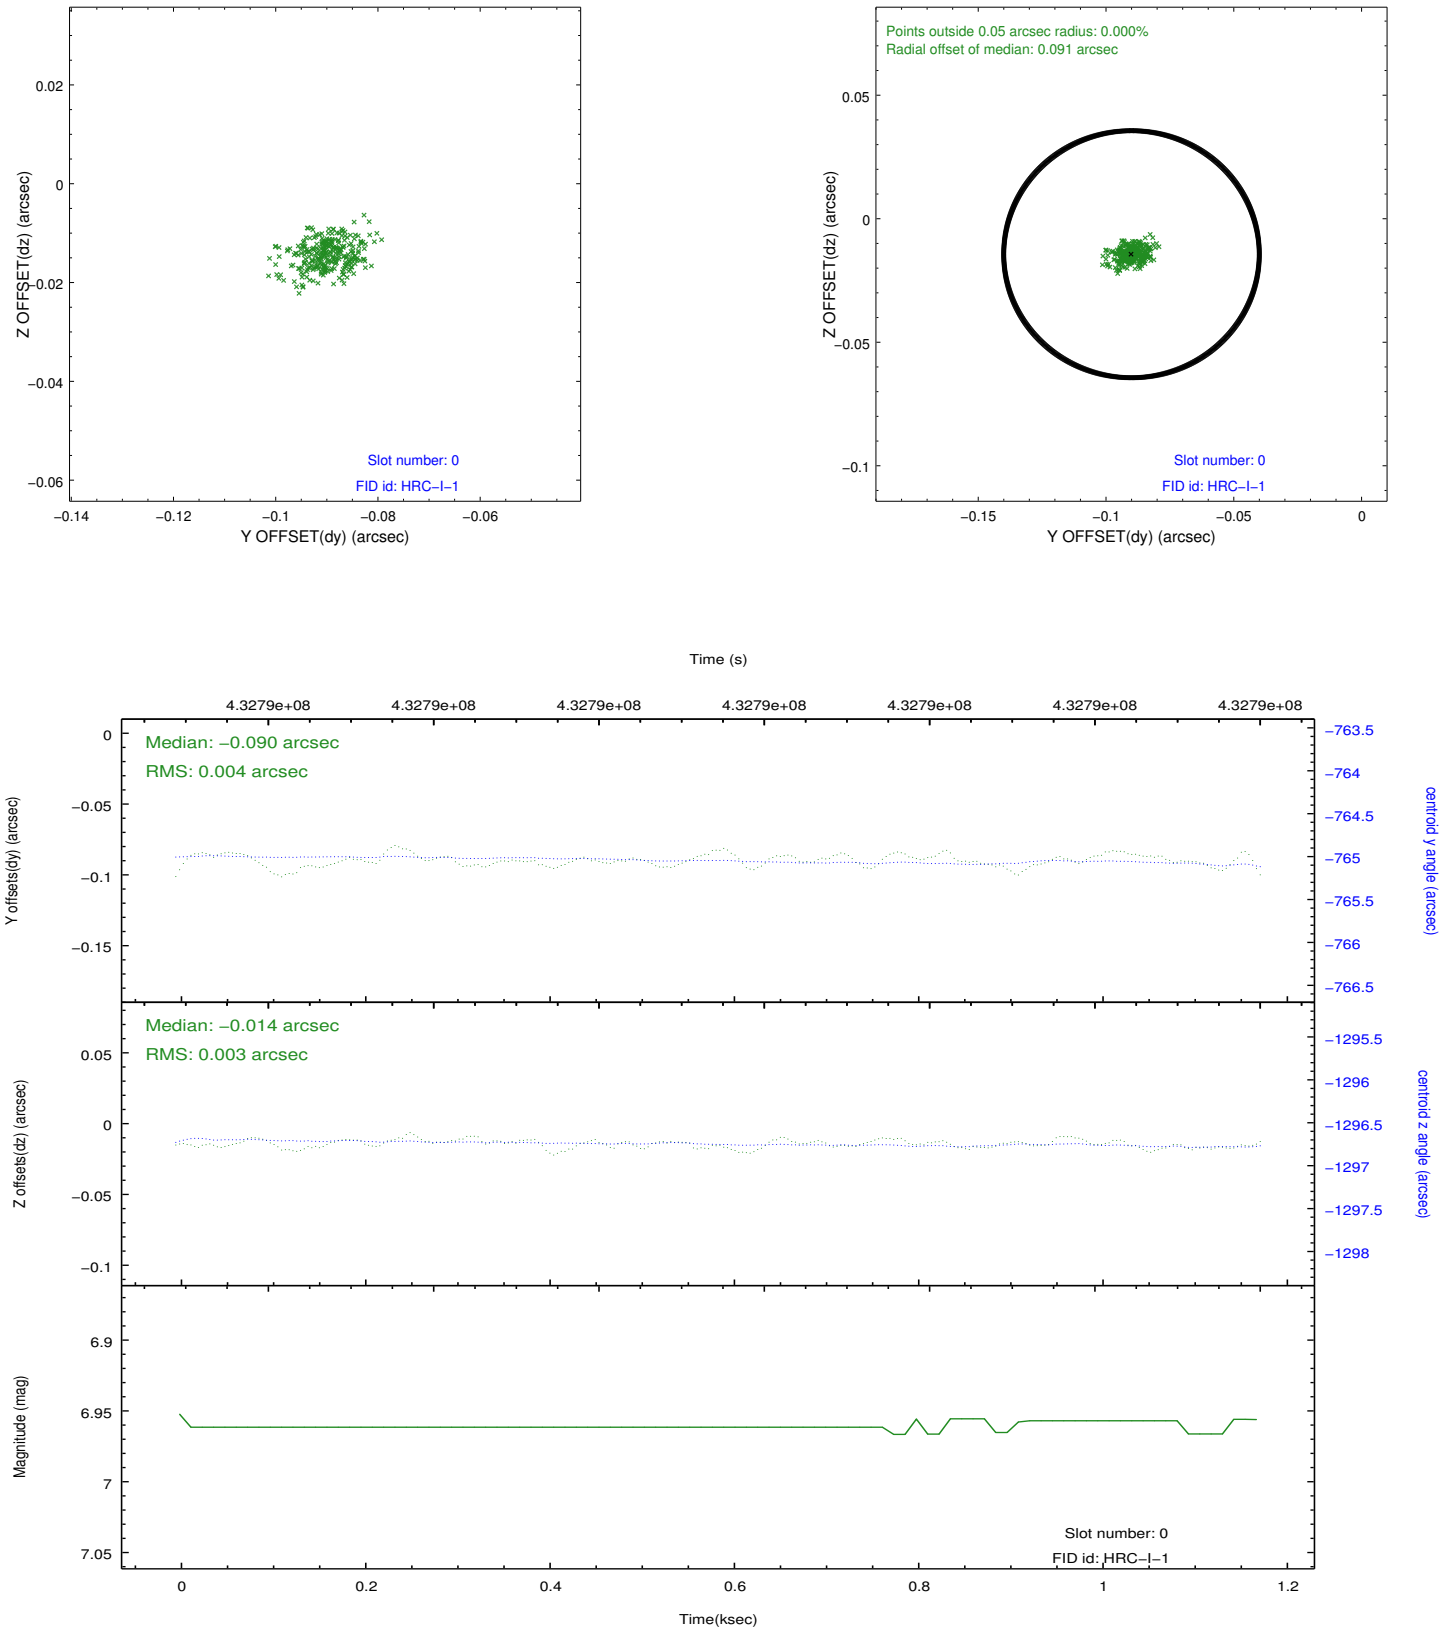 0.02
0
−0.02
−0.04
−0.06
Z OFFSET(dz) (arcsec)
Slot number: 0
FID id: HRC−I−1
−0.14
−0.12
−0.1
−0.08
−0.06
Y OFFSET(dy) (arcsec)
Points outside 0.05 arcsec radius: 0.000%
Radial offset of median: 0.091 arcsec
0.05
0
−0.05
−0.1
Z OFFSET(dz) (arcsec)
Slot number: 0
FID id: HRC−I−1
−0.15
−0.1
−0.05
0
Y OFFSET(dy) (arcsec)
Time (s)
4.3279e+08
4.3279e+08
4.3279e+08
4.3279e+08
4.3279e+08
4.3279e+08
4.3279e+08
Median: −0.090 arcsec
RMS: 0.004 arcsec
0
−0.05
−0.1
−0.15
Y offsets(dy) (arcsec)
−763.5
−764
−764.5
−765
−765.5
−766
−766.5
centroid y angle (arcsec)
Median: −0.014 arcsec
RMS: 0.003 arcsec
0.05
0
−0.05
−0.1
Z offsets(dz) (arcsec)
−1295.5
−1296
−1296.5
−1297
−1297.5
−1298
centroid z angle (arcsec)
6.9
6.95
7
7.05
Magnitude (mag)
Slot number: 0
FID id: HRC−I−1
0
0.2
0.4
0.6
0.8
1
1.2
Time(ksec)